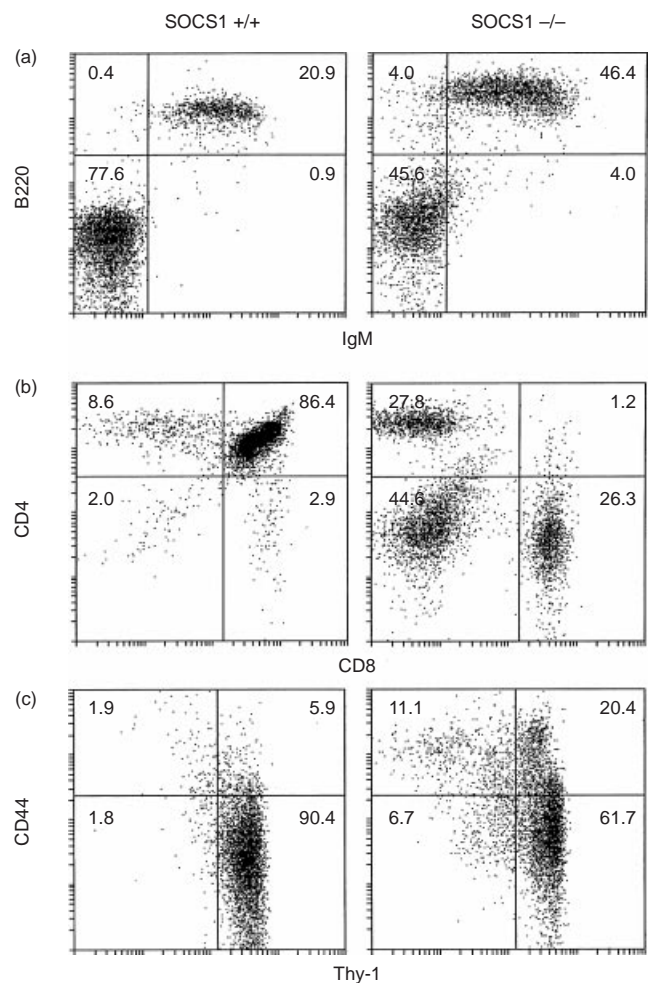 SOCS1 +/+ SOCS1 –/–
(a)
0.4 20.9 4.0 46.4
77.6 0.9 45.6 4.0
B220
IgM
(b)
8.6 86.4 27.8 1.2
2.0 2.9 44.6 26.3
CD4
CD8
(c)
1.9 5.9 11.1 20.4
1.8 90.4 6.7 61.7
CD44
Thy-1